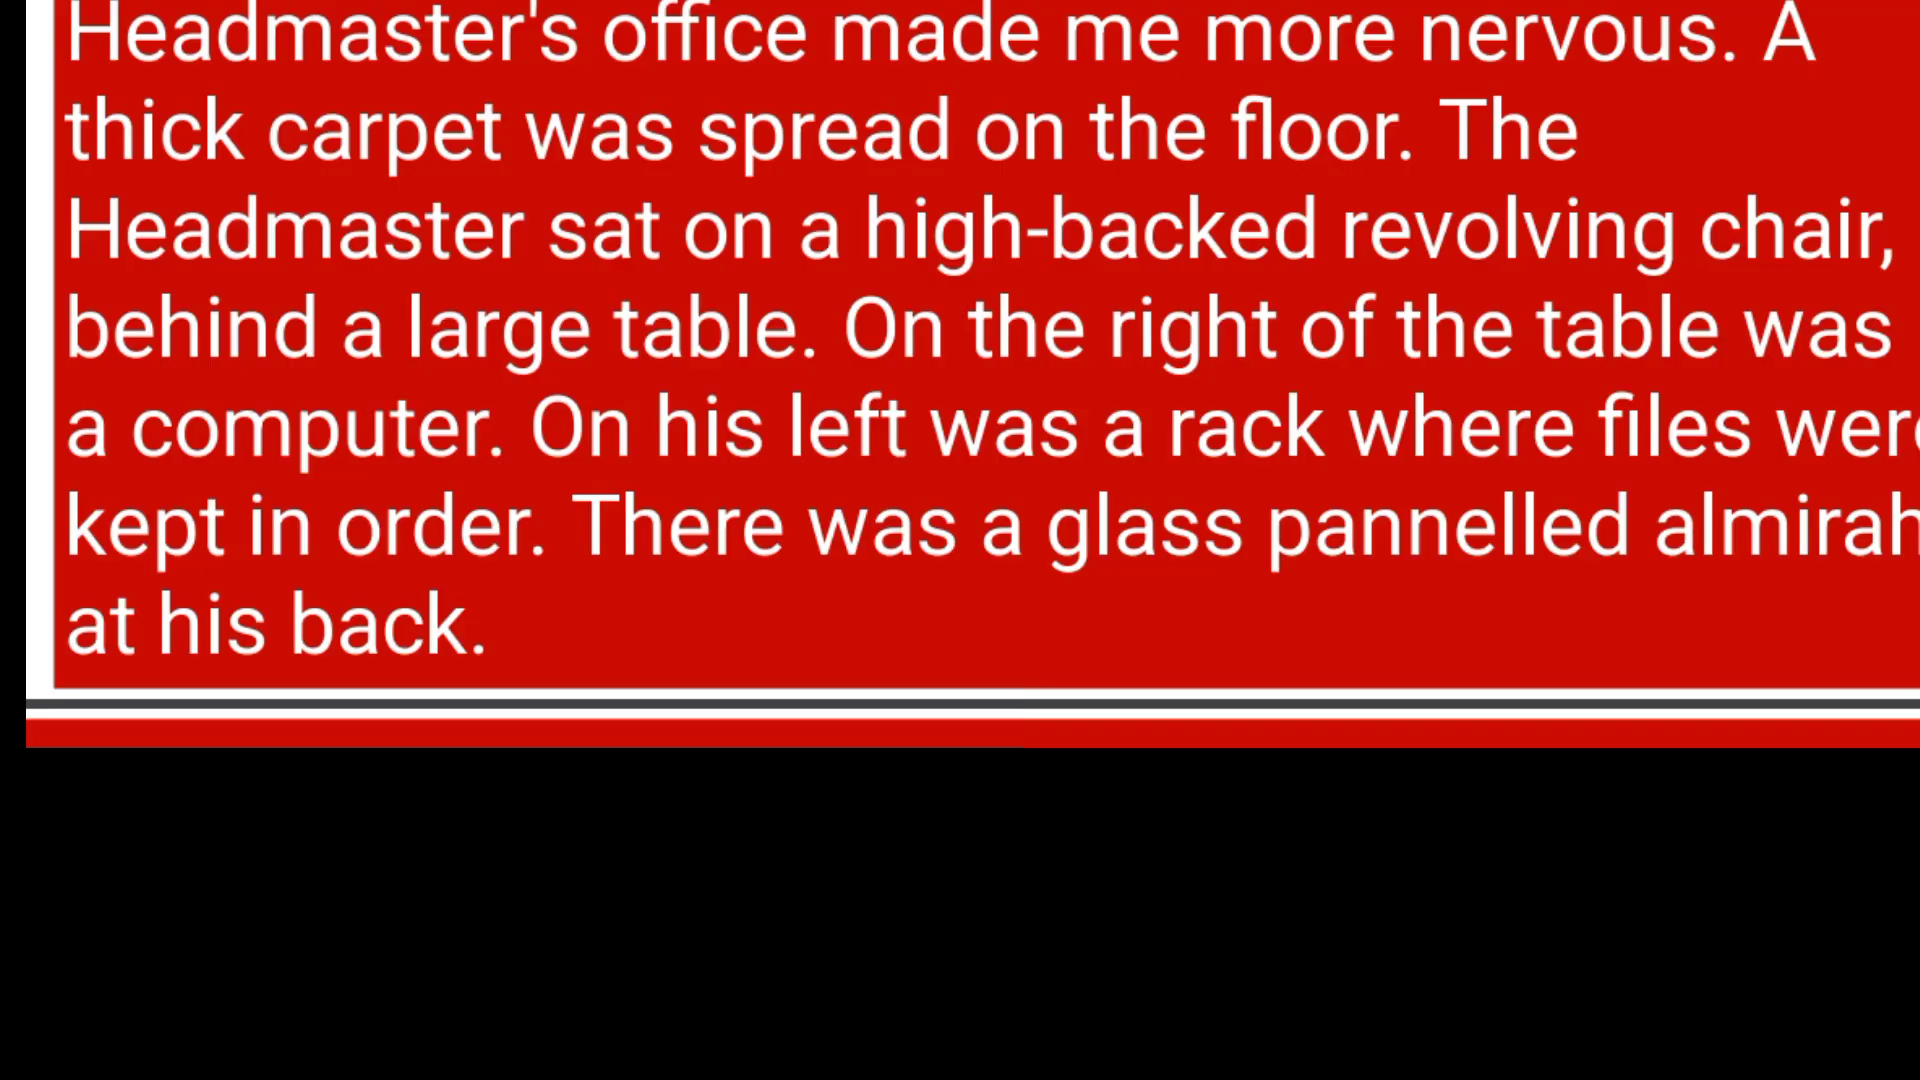 Headmaster's office made me more nervous. A
thick carpet was spread on the floor. The
Headmaster sat on a high-backed revolving chair,
behind a large table. On the right of the table was
a computer. On his left was a rack where files were
kept in order. There was a glass pannelled almirah
at his back.